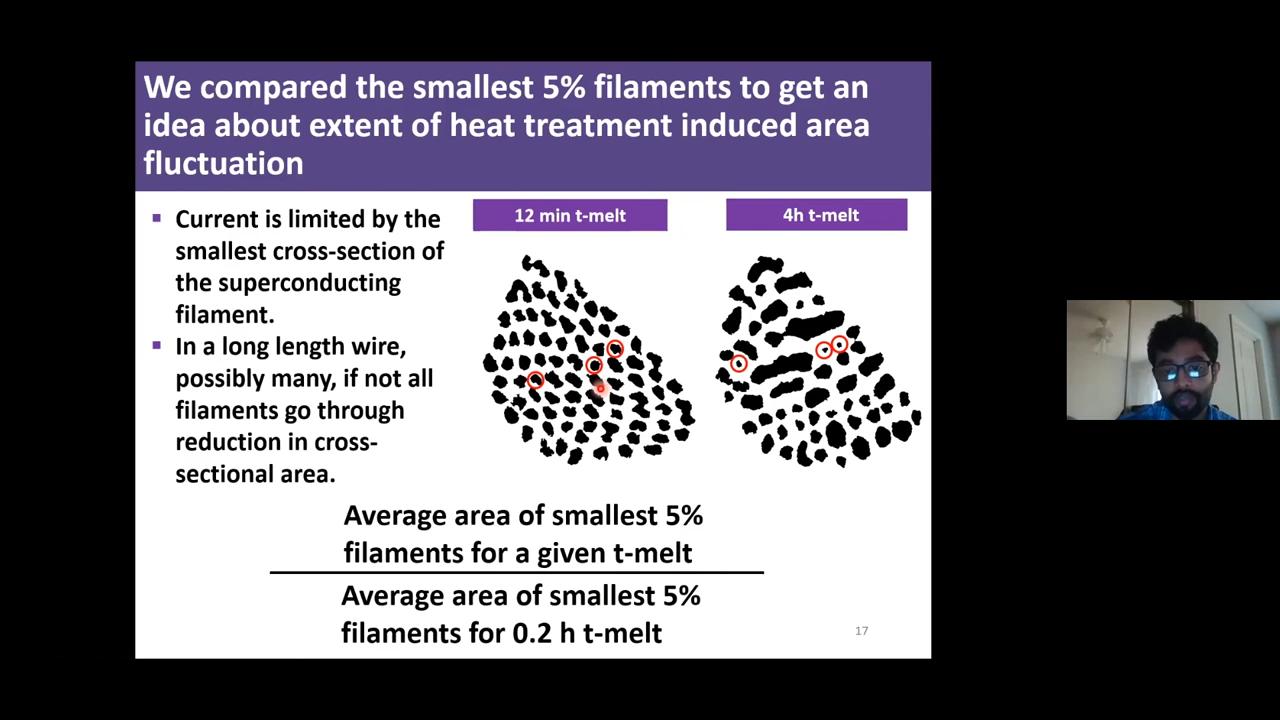 We compared the smallest 5% filaments to get an
idea about extent of heat treatment induced area
fluctuation
▪ Current is limited by the
smallest cross-section of
the superconducting
filament.
▪ In a long length wire,
possibly many, if not all
filaments go through
reduction in cross-
sectional area.
12 min t-melt
4h t-melt
Average area of smallest 5%
filaments for a given t-melt
Average area of smallest 5%
filaments for 0.2 h t-melt
17